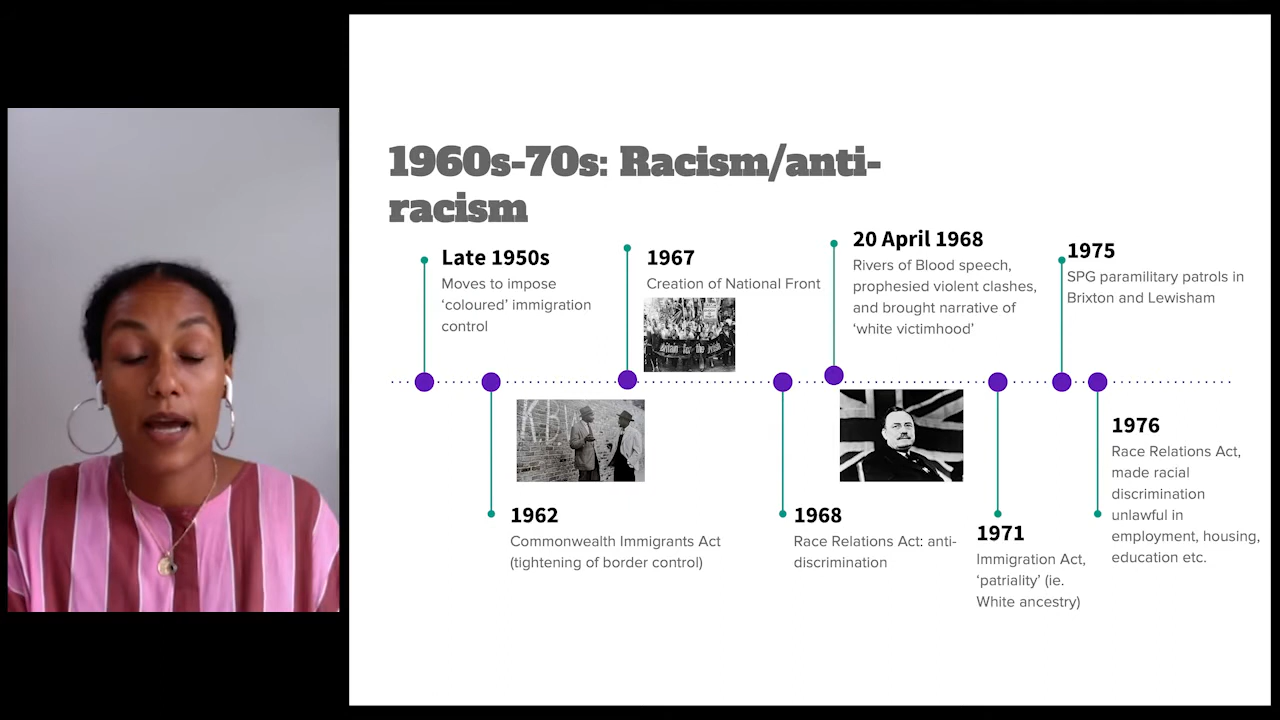 1960s-70s: Racism/anti-
racism
Late 1950s
Moves to impose
‘coloured’ immigration
control
1967
Creation of National Front
20 April 1968
Rivers of Blood speech,
prophesied violent clashes,
and brought narrative of
‘white victimhood’
1975
SPG paramilitary patrols in
Brixton and Lewisham
KBW
1962
Commonwealth Immigrants Act
(tightening of border control)
1968
Race Relations Act: anti-
discrimination
1971
Immigration Act,
‘patriality’ (ie.
White ancestry)
1976
Race Relations Act,
made racial
discrimination
unlawful in
employment, housing,
education etc.